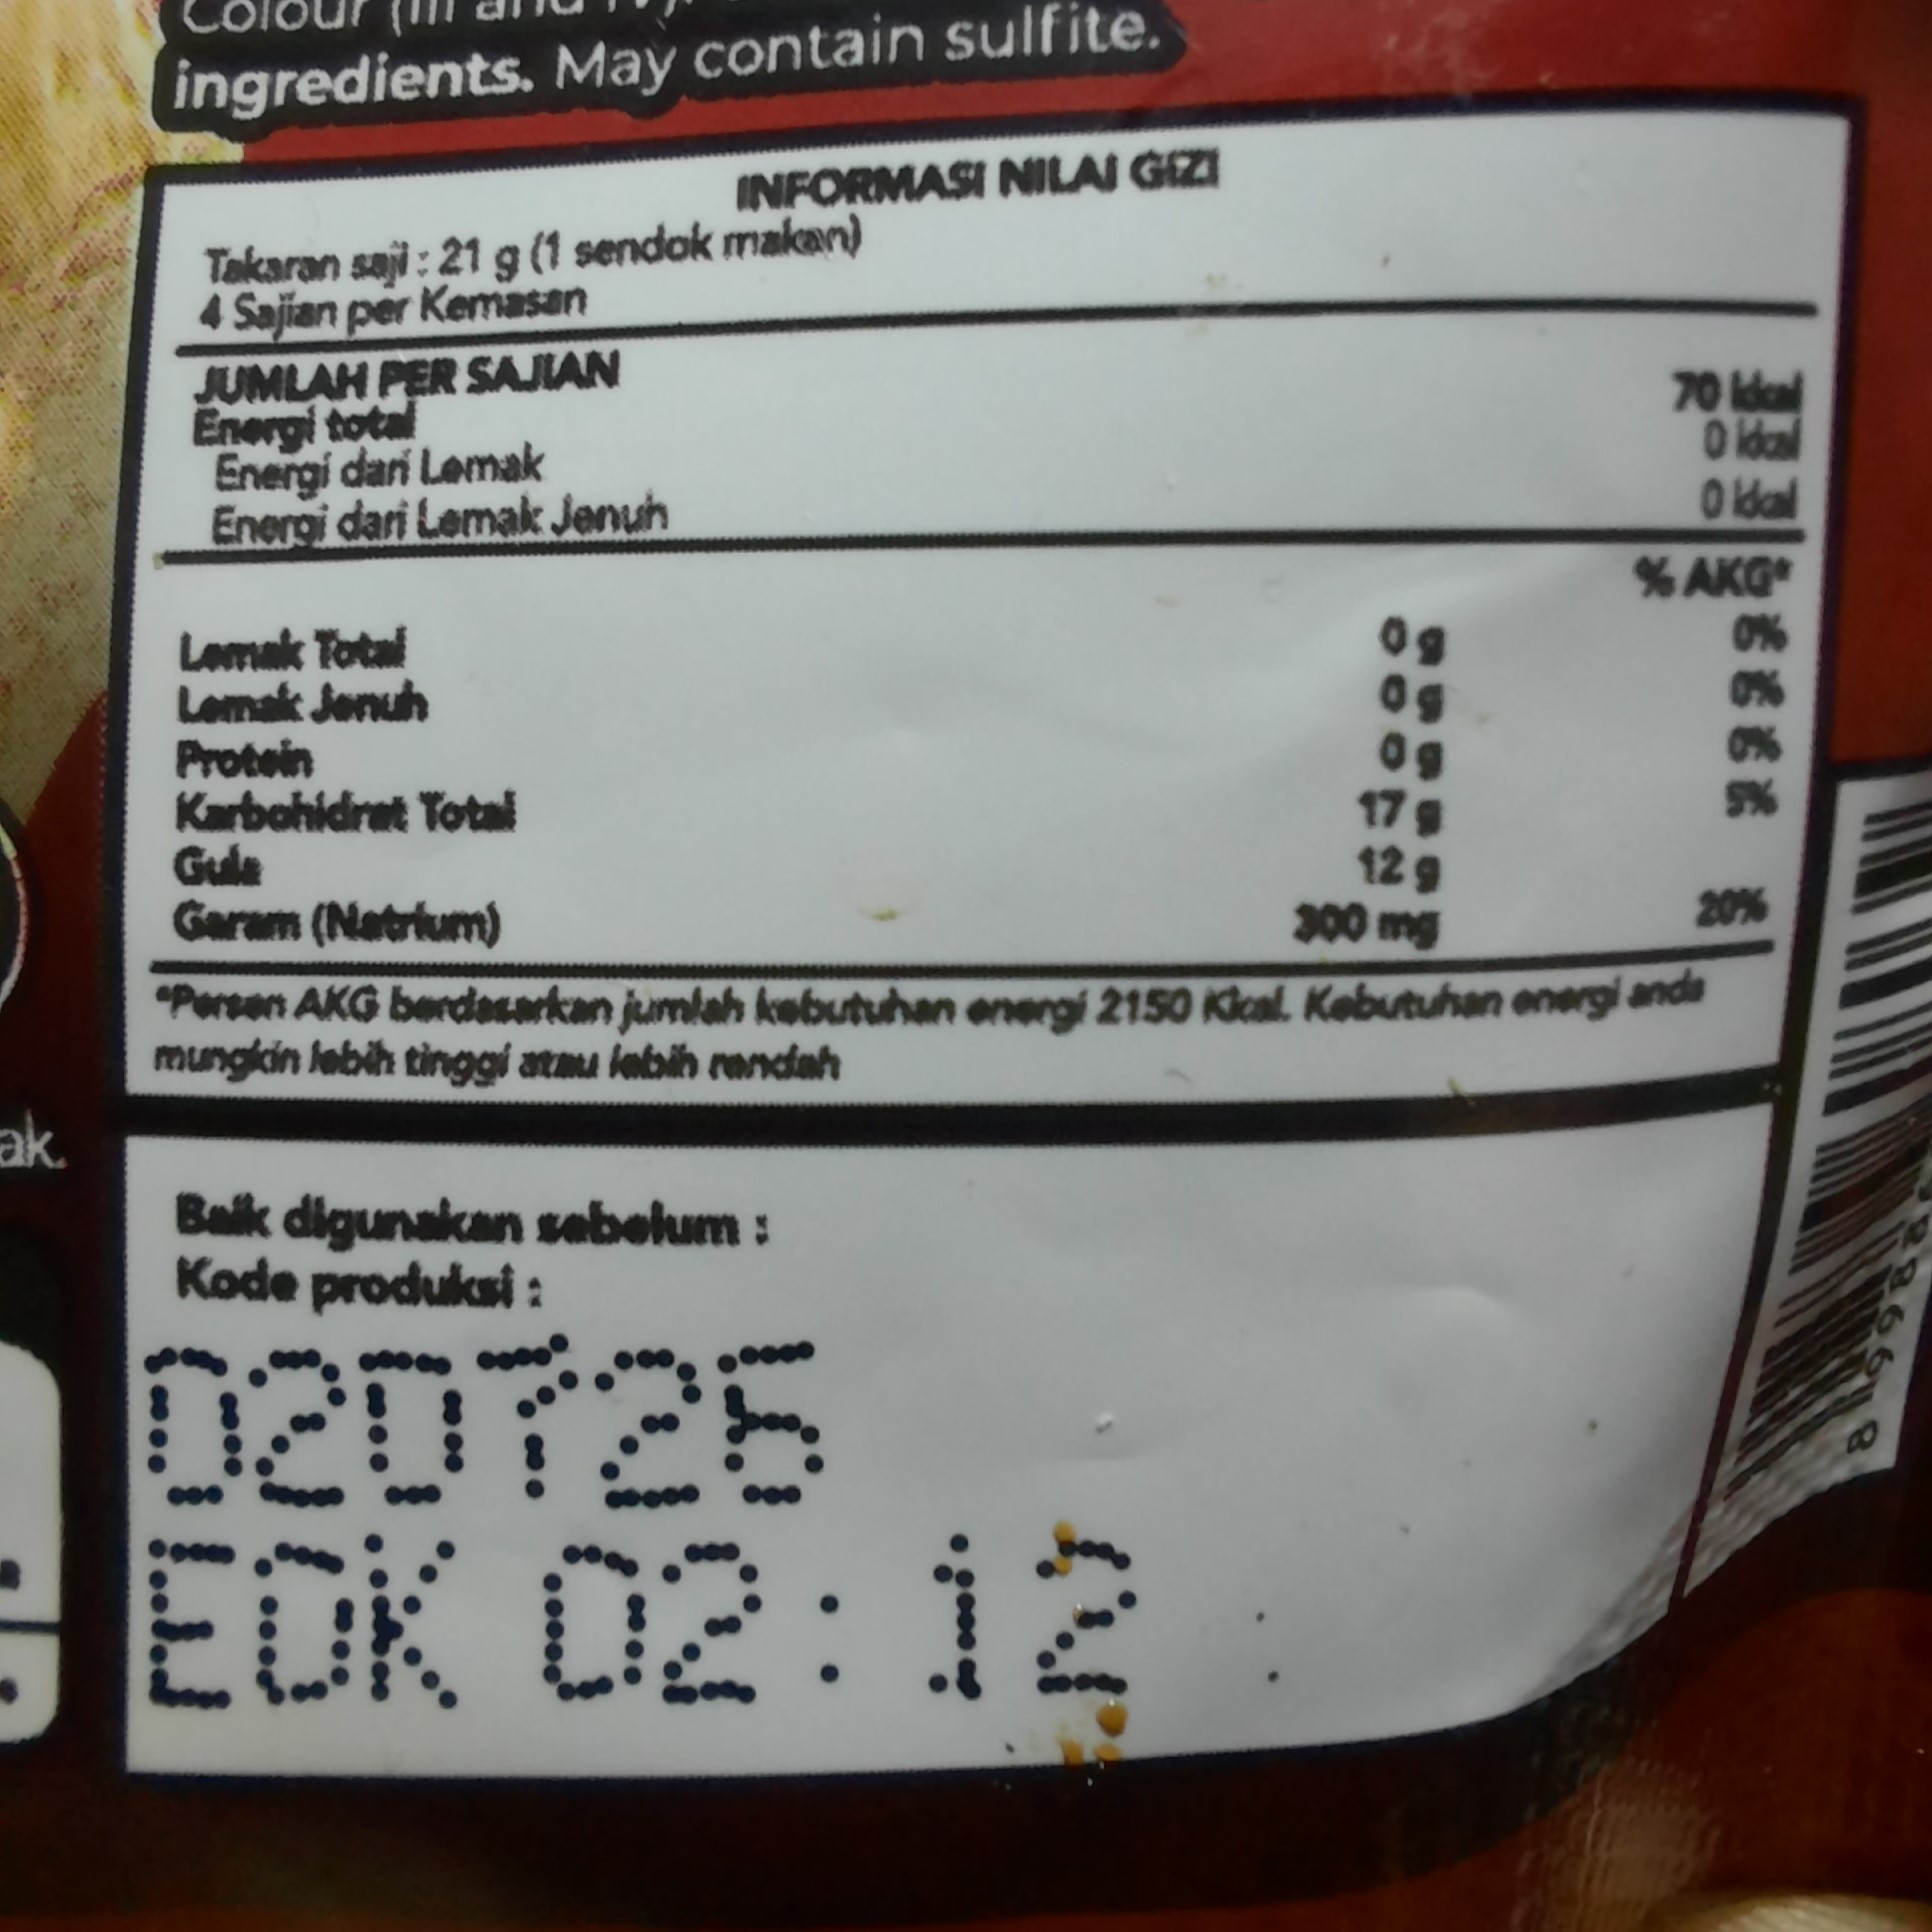 ingredients. May contain sulfite.
INFORMASI NILAI GIZI
Takaran saji : 21 g (1 sendok makan)
4 Sajian per Kemasan
JUMLAH PER SAJIAN
Energi total 70 kkal
Energi dari Lemak 0 kkal
Energi dari Lemak Jenuh 0 kkal
% AKG*
Lemak Total 0 g 0%
Lemak Jenuh 0 g 0%
Protein 0 g 0%
Karbohidrat Total 17 g 5%
Gula 12 g
Garam (Natrium) 300 mg 20%
*Persen AKG berdasarkan jumlah kebutuhan energi 2150 Kkal. Kebutuhan energi anda
mungkin lebih tinggi atau lebih rendah
ak.
Baik digunakan sebelum :
Kode produksi :
EOK 02:12